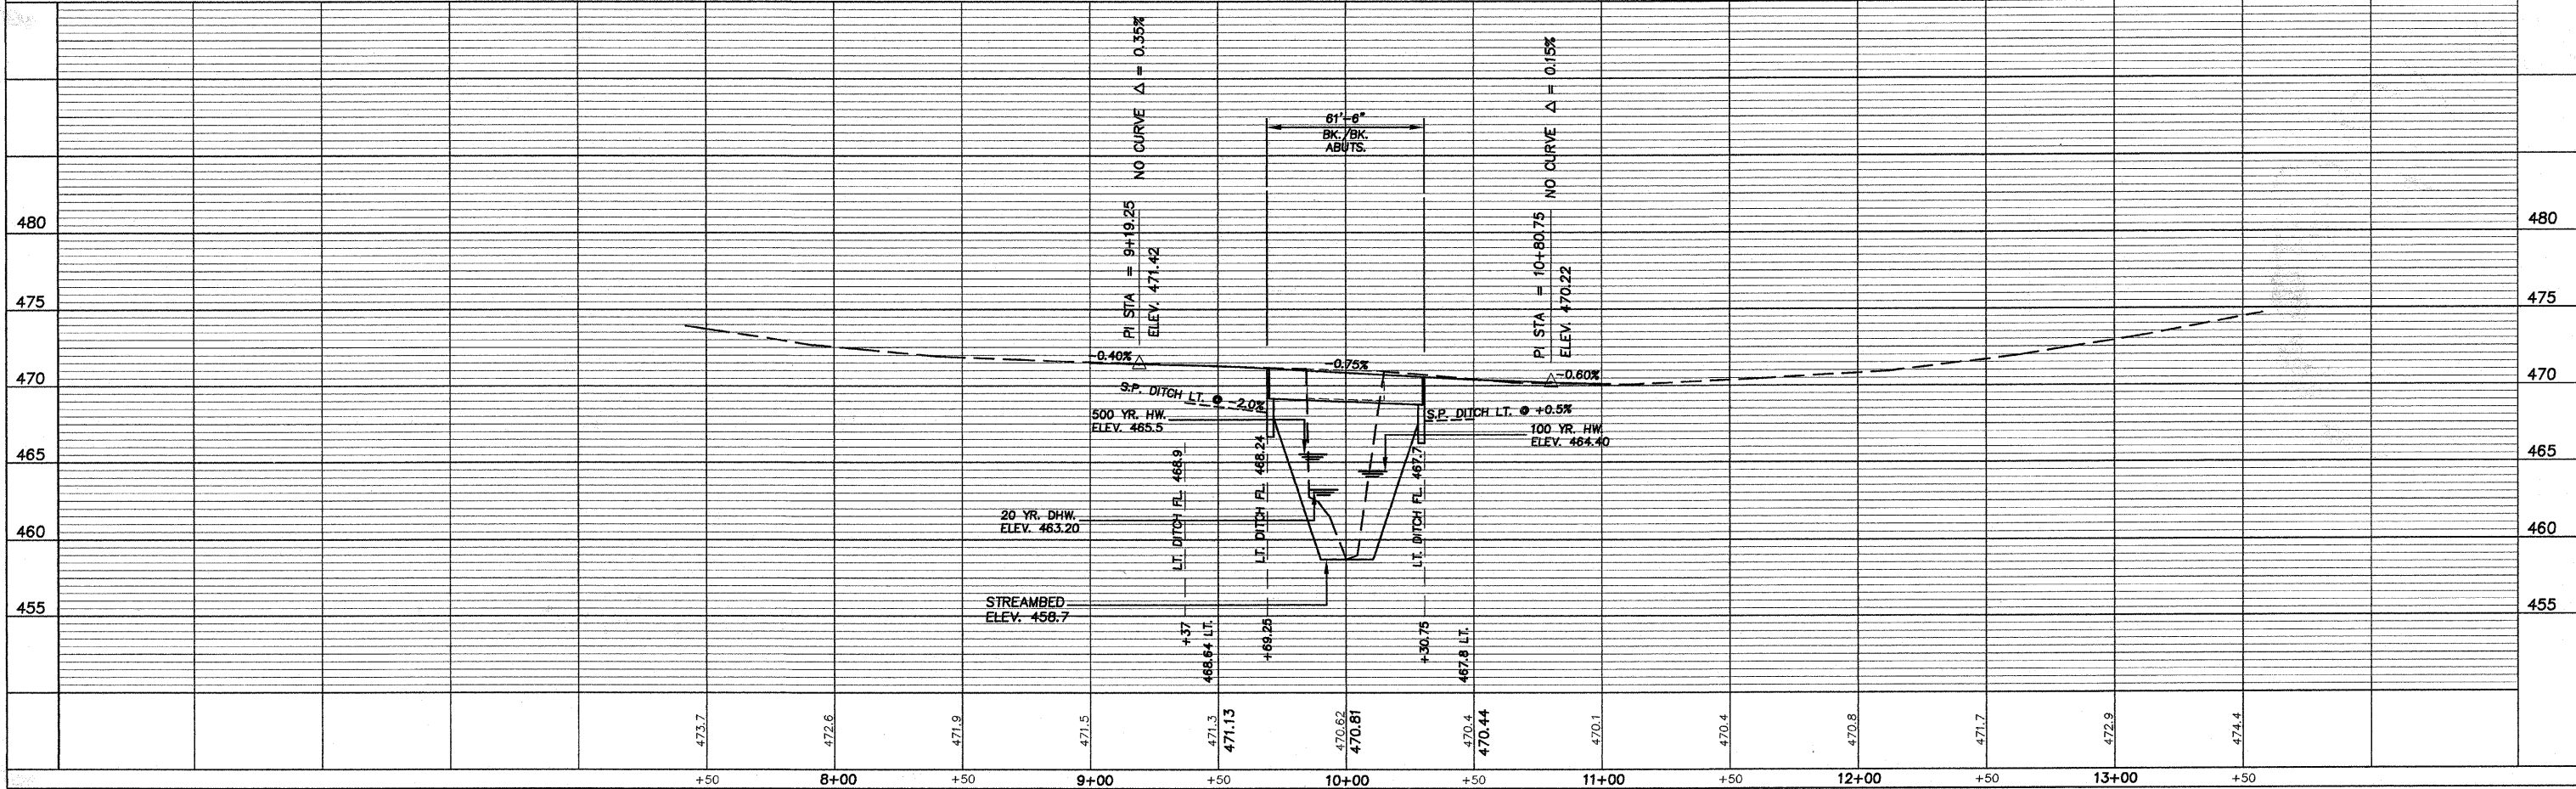 NO CURVE Δ = 0.35%
PI STA = 9+19.25
ELEV. 471.42
61'-6"
BK./BK.
ABUTS.
NO CURVE Δ = 0.15%
PI STA = 10+80.75
ELEV. 470.22
480
480
475
475
470
470
465
465
460
460
455
455
-0.40%
-0.75%
-0.60%
S.P. DITCH LT. @ -2.0%
500 YR. HW.
ELEV. 465.5
S.P. DITCH LT. @ +0.5%
100 YR. HW.
ELEV. 464.40
20 YR. DHW.
ELEV. 463.20
LT. DITCH FL. 468.9
LT. DITCH FL. 468.24
LT. DITCH FL. 467.7
STREAMBED
ELEV. 458.7
+37
468.64 LT.
+69.25
+30.75
467.8 LT.
473.7
472.6
471.9
471.5
471.3
471.13
470.62
470.81
470.4
470.44
470.1
470.4
470.8
471.7
472.9
474.4
+50
8+00
+50
9+00
+50
10+00
+50
11+00
+50
12+00
+50
13+00
+50